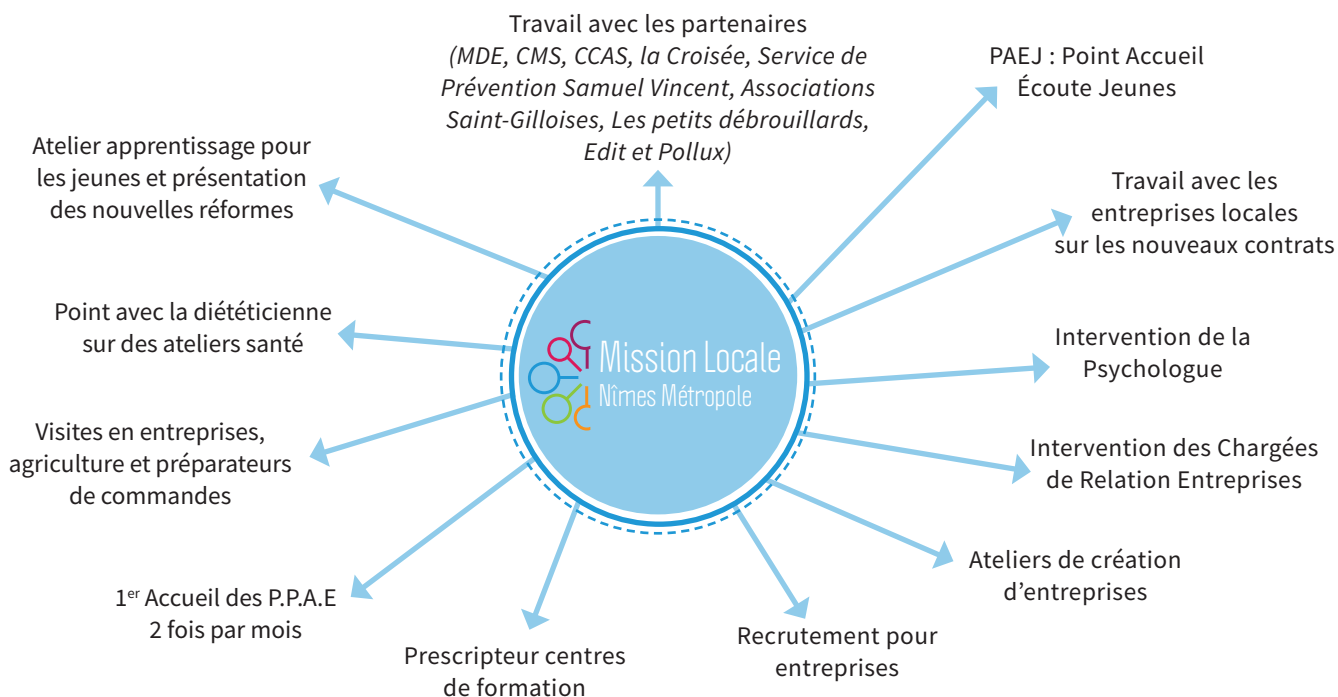 Travail avec les partenaires
(MDE, CMS, CCAS, la Croisée, Service de
Prévention Samuel Vincent, Associations
Saint-Gilloises, Les petits débrouillards,
Edit et Pollux)
PAEJ : Point Accueil
Écoute Jeunes
Travail avec les
entreprises locales
sur les nouveaux contrats
Intervention de la
Psychologue
Intervention des Chargées
de Relation Entreprises
Ateliers de création
d’entreprises
Recrutement pour
entreprises
Prescripteur centres
de formation
1er Accueil des P.P.A.E
2 fois par mois
Visites en entreprises,
agriculture et préparateurs
de commandes
Point avec la diététicienne
sur des ateliers santé
Atelier apprentissage pour
les jeunes et présentation
des nouvelles réformes
Mission Locale
Nîmes Métropole